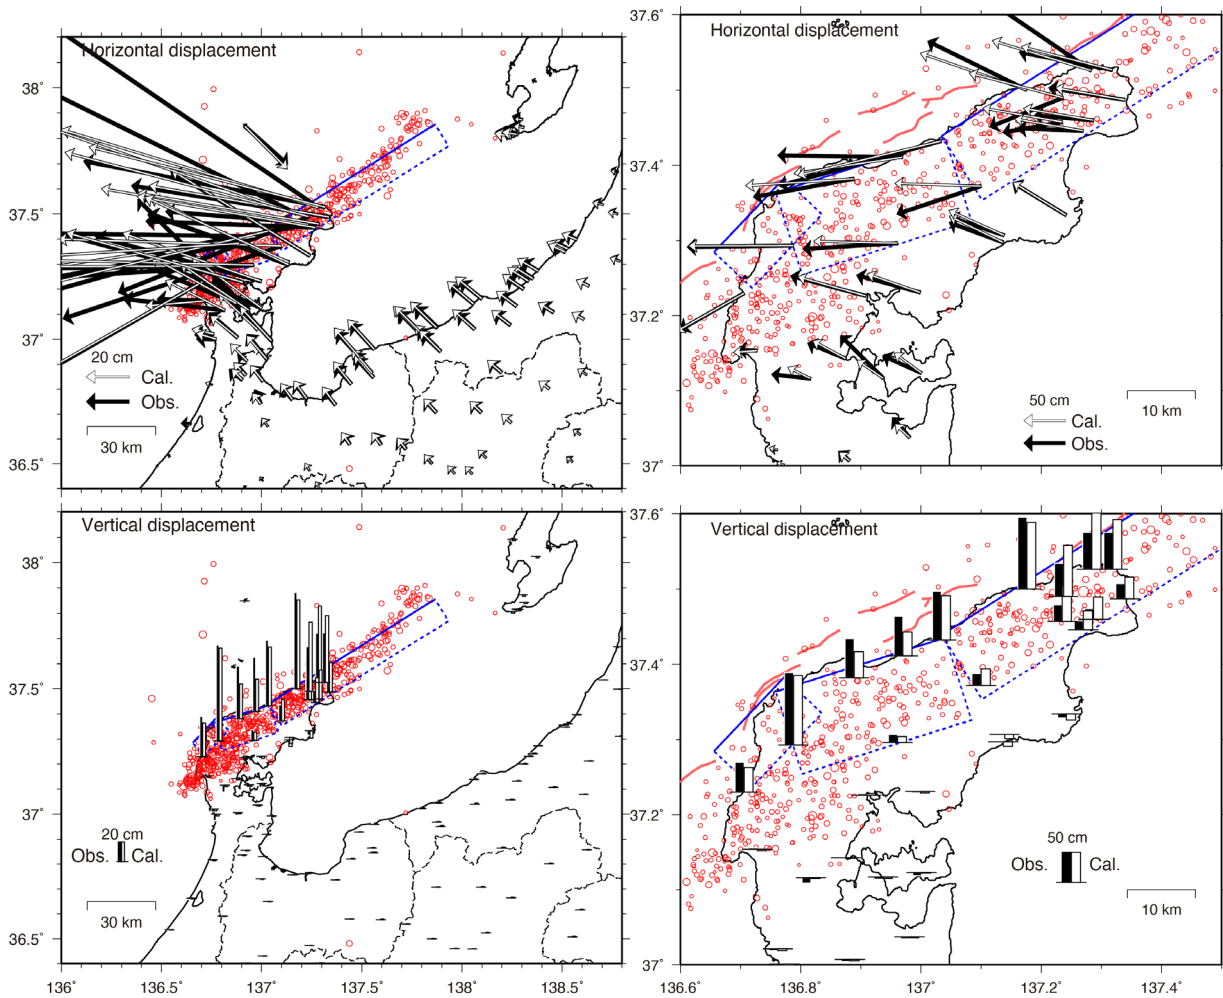 Horizontal displacement
38°
37.5°
37°
36.5°
20 cm
Cal.
Obs.
30 km
37.6°
Horizontal displacement
37.4°
37.2°
37°
50 cm
Cal.
Obs.
10 km
Vertical displacement
38°
37.5°
37°
36.5°
20 cm
Obs. Cal.
30 km
136° 136.5° 137° 137.5° 138° 138.5°
37.6°
Vertical displacement
37.4°
37.2°
37°
50 cm
Obs. Cal.
10 km
136.6° 136.8° 137° 137.2° 137.4°